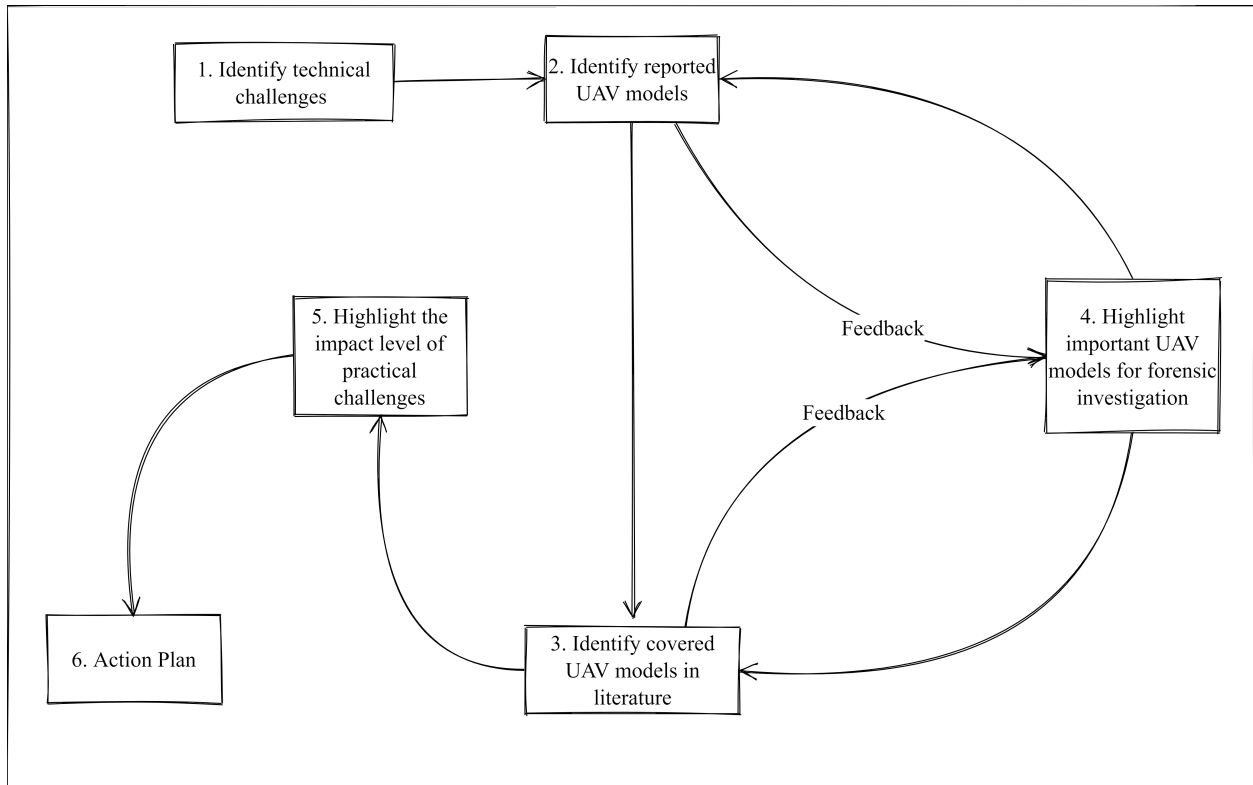 1. Identify technical
challenges
2. Identify reported
UAV models
Feedback
4. Highlight
important UAV
models for forensic
investigation
5. Highlight the
impact level of
practical
challenges
Feedback
3. Identify covered
UAV models in
literature
6. Action Plan